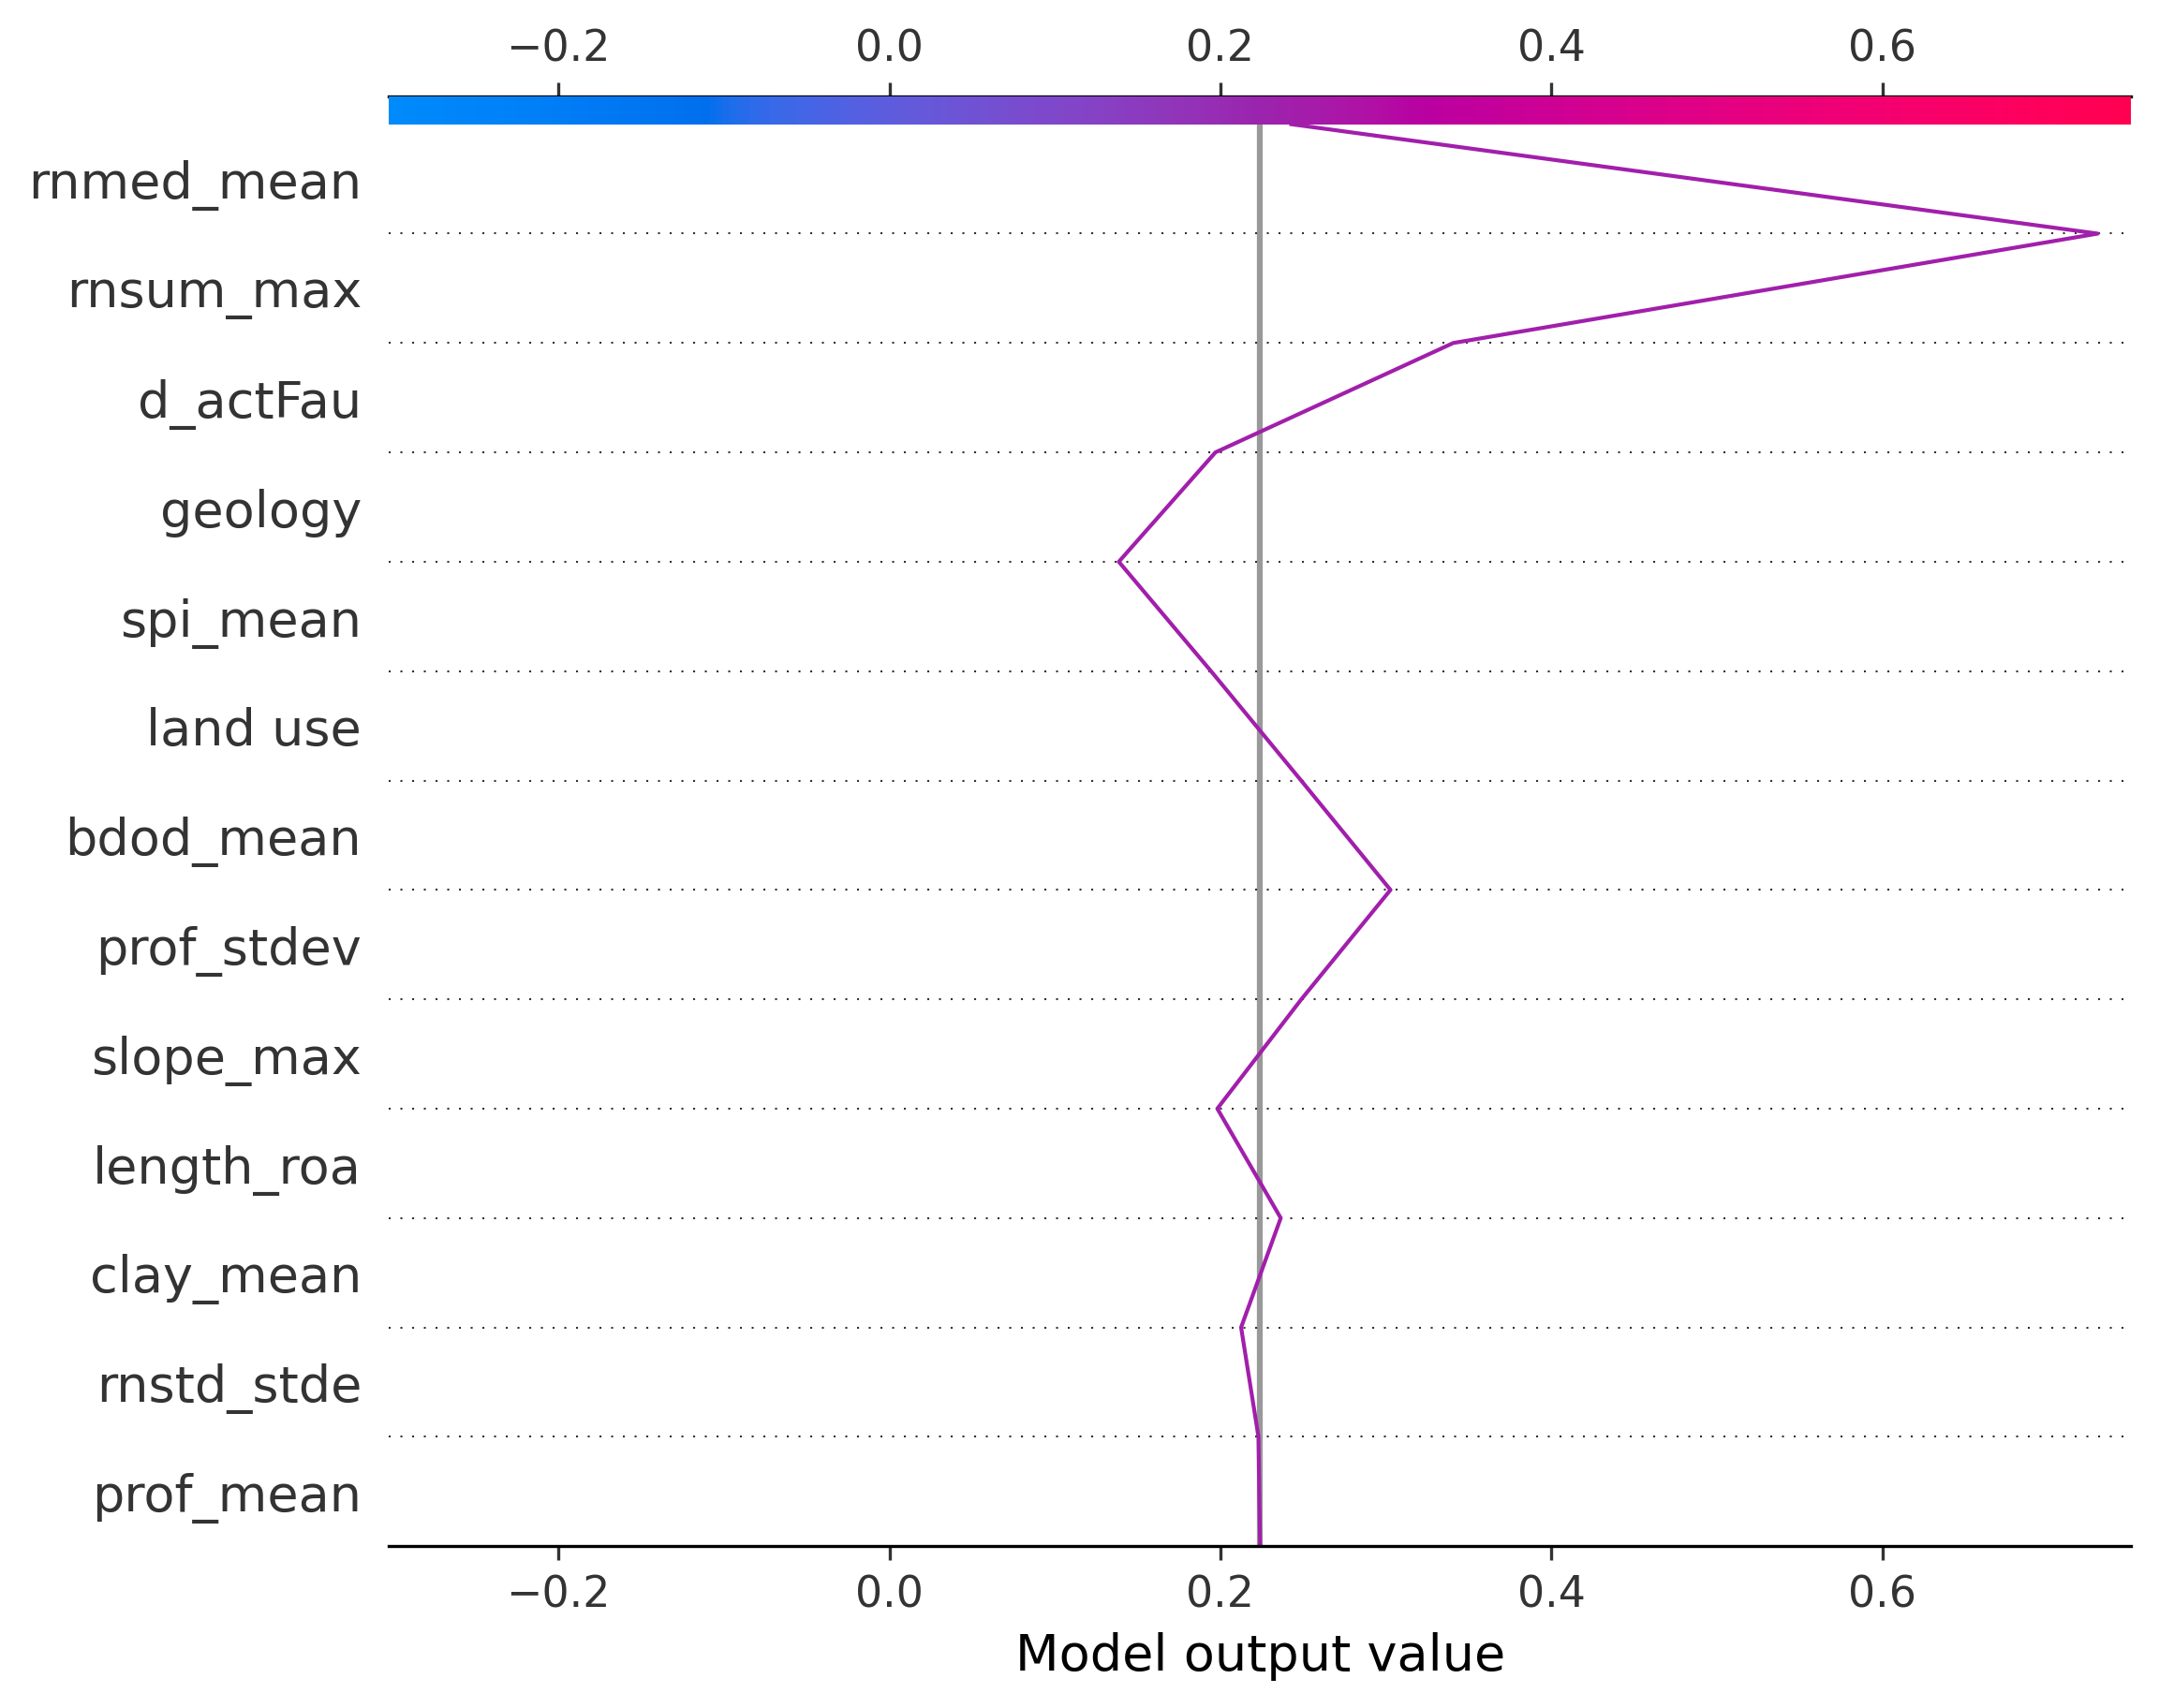 −0.2 0.0 0.2 0.4 0.6
rnmed_mean
rnsum_max
d_actFau
geology
spi_mean
land use
bdod_mean
prof_stdev
slope_max
length_roa
clay_mean
rnstd_stde
prof_mean
−0.2 0.0 0.2 0.4 0.6
Model output value